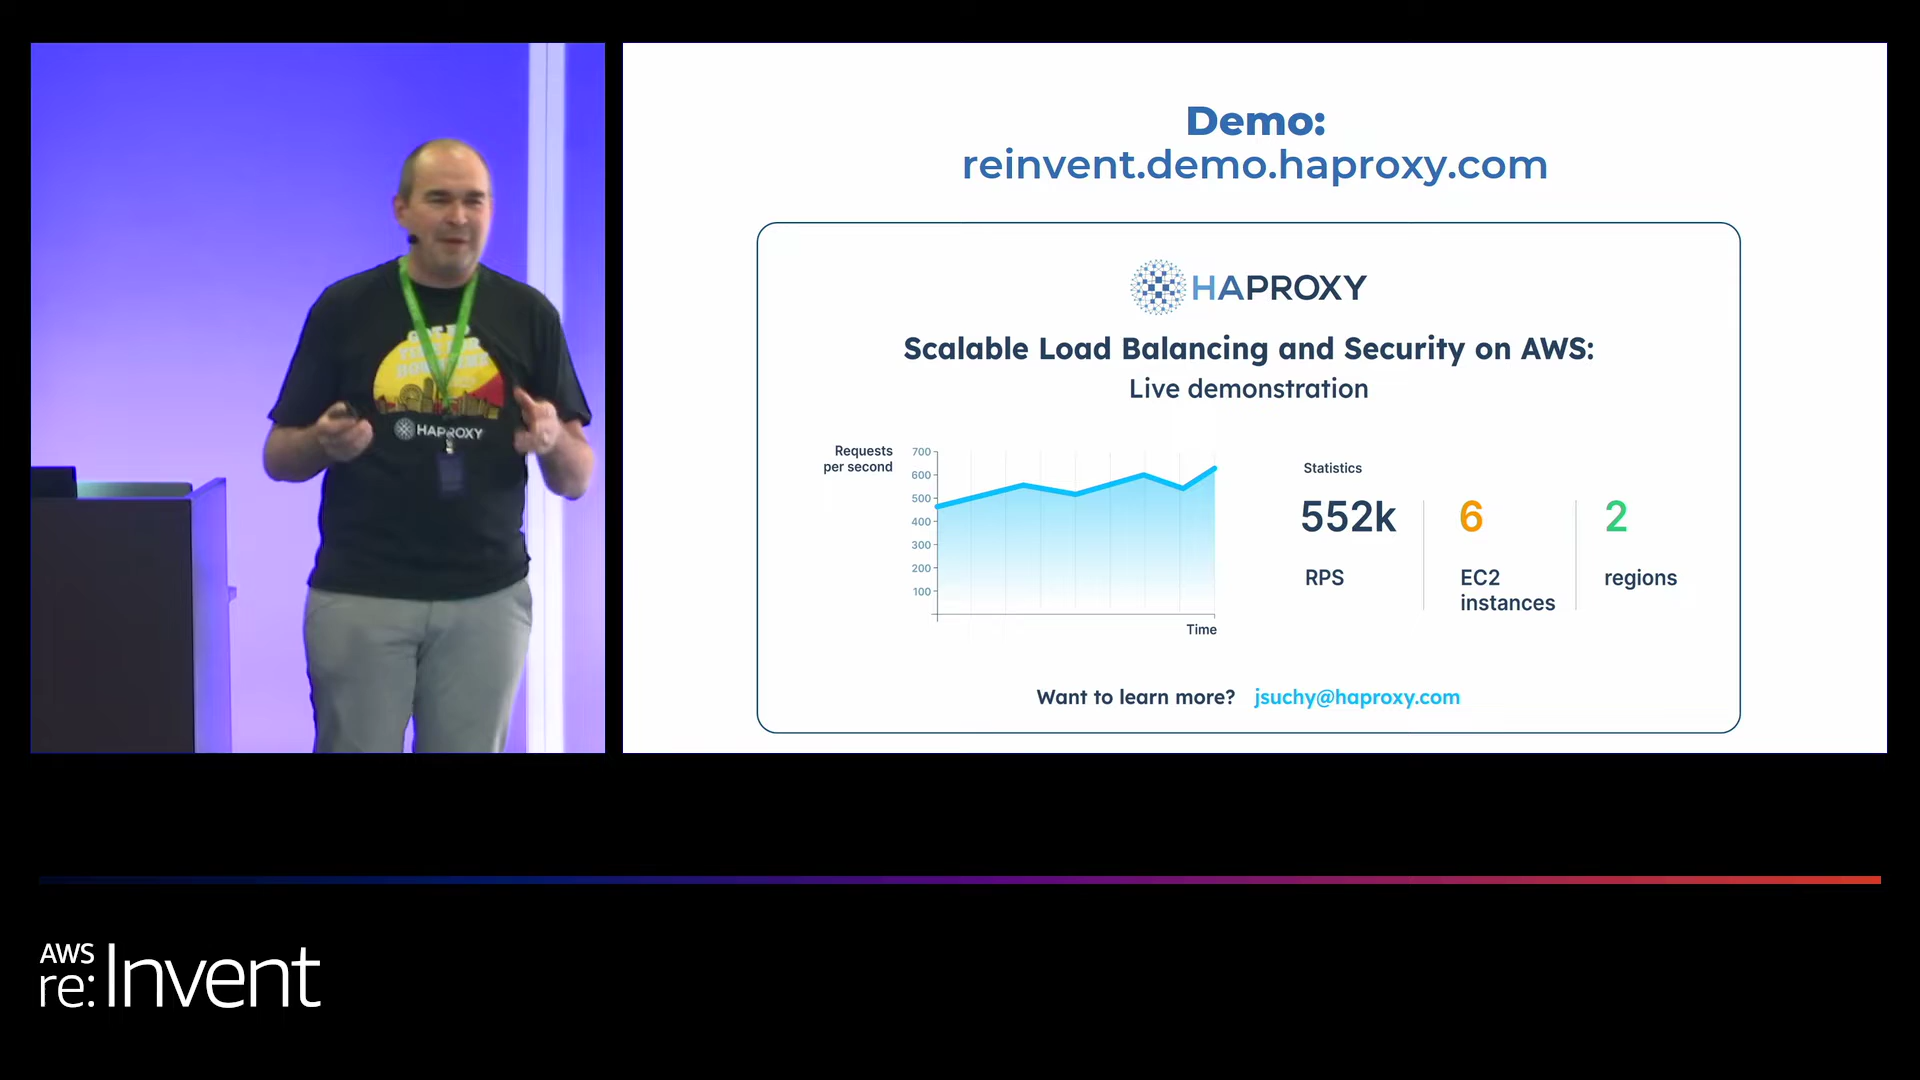 Demo:
reinvent.demo.haproxy.com
HAPROXY
Scalable Load Balancing and Security on AWS:
Live demonstration
Requests
per second
700
600
500
400
300
200
100
Time
Statistics
552k
RPS
6
EC2
instances
2
regions
Want to learn more? jsuchy@haproxy.com
HAPROXY
AWS
re:Invent